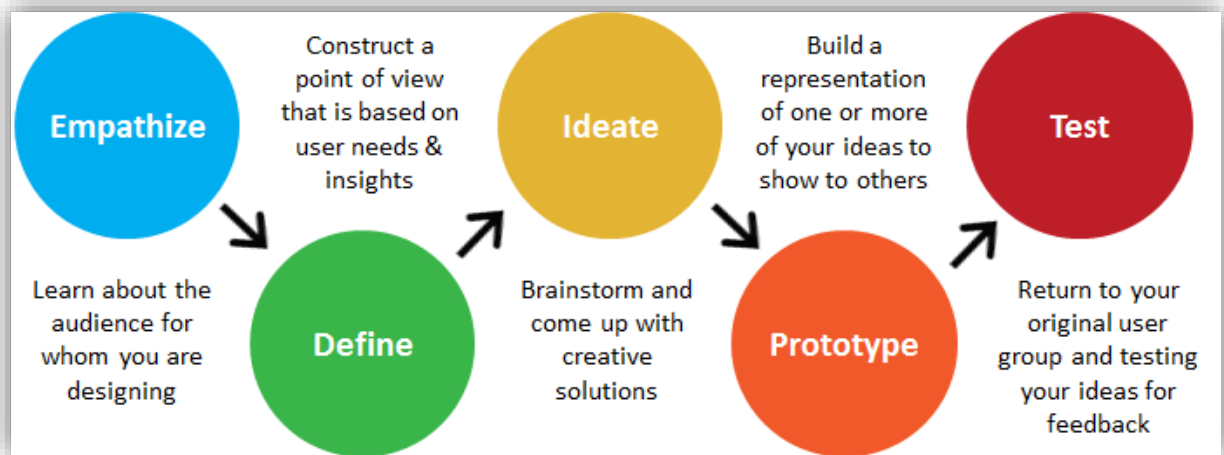 Empathize
Learn about the
audience for
whom you are
designing
Construct a
point of view
that is based on
user needs &
insights
Define
Ideate
Brainstorm and
come up with
creative
solutions
Build a
representation
of one or more
of your ideas to
show to others
Prototype
Test
Return to your
original user
group and testing
your ideas for
feedback